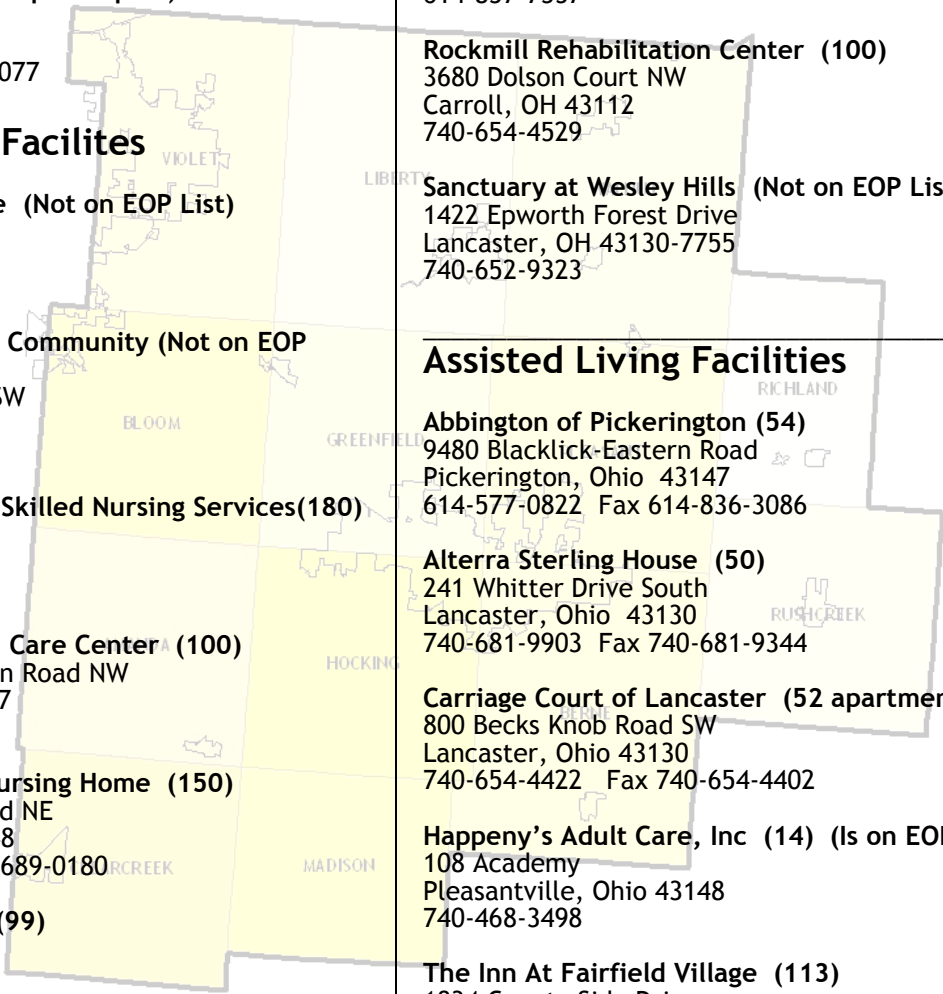 077
Facilites
(Not on EOP List)
Community (Not on EOP
SW
Skilled Nursing Services(180)
Care Center (100)
Road NW
7
Nursing Home (150)
NE
8
689-0180
(99)
Rockmill Rehabilitation Center (100)
3680 Dolson Court NW
Carroll, OH 43112
740-654-4529
Sanctuary at Wesley Hills (Not on EOP Lis
1422 Epworth Forest Drive
Lancaster, OH 43130-7755
740-652-9323
Assisted Living Facilities
Abbington of Pickerington (54)
9480 Blacklick-Eastern Road
Pickerington, Ohio 43147
614-577-0822 Fax 614-836-3086
Alterra Sterling House (50)
241 Whitter Drive South
Lancaster, Ohio 43130
740-681-9903 Fax 740-681-9344
Carriage Court of Lancaster (52 apartmen
800 Becks Knob Road SW
Lancaster, Ohio 43130
740-654-4422 Fax 740-654-4402
Happeny's Adult Care, Inc (14) (Is on EO
108 Academy
Pleasantville, Ohio 43148
740-468-3498
The Inn At Fairfield Village (113)
VIOLET
LIBERTY
BLOOM
GREENFIELD
RICHLAND
HOCKING
RUSHCREEK
BERNE
MADISON